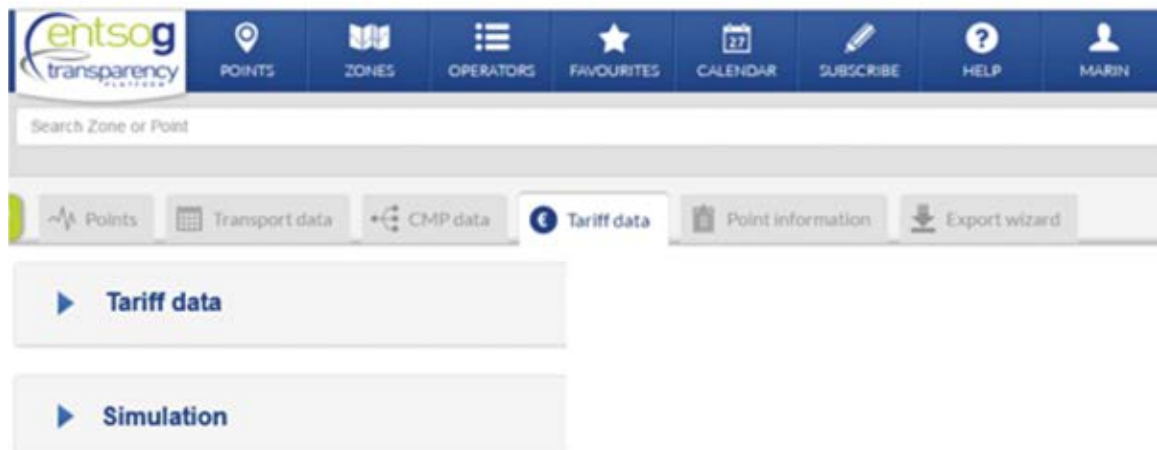 entsog
transparency
PLATFORM
POINTS
ZONES
OPERATORS
FAVOURITES
27
CALENDAR
SUBSCRIBE
?
HELP
MARIN
Search Zone or Point
Points
Transport data
CMP data
€ Tariff data
Point information
Export wizard
Tariff data
Simulation